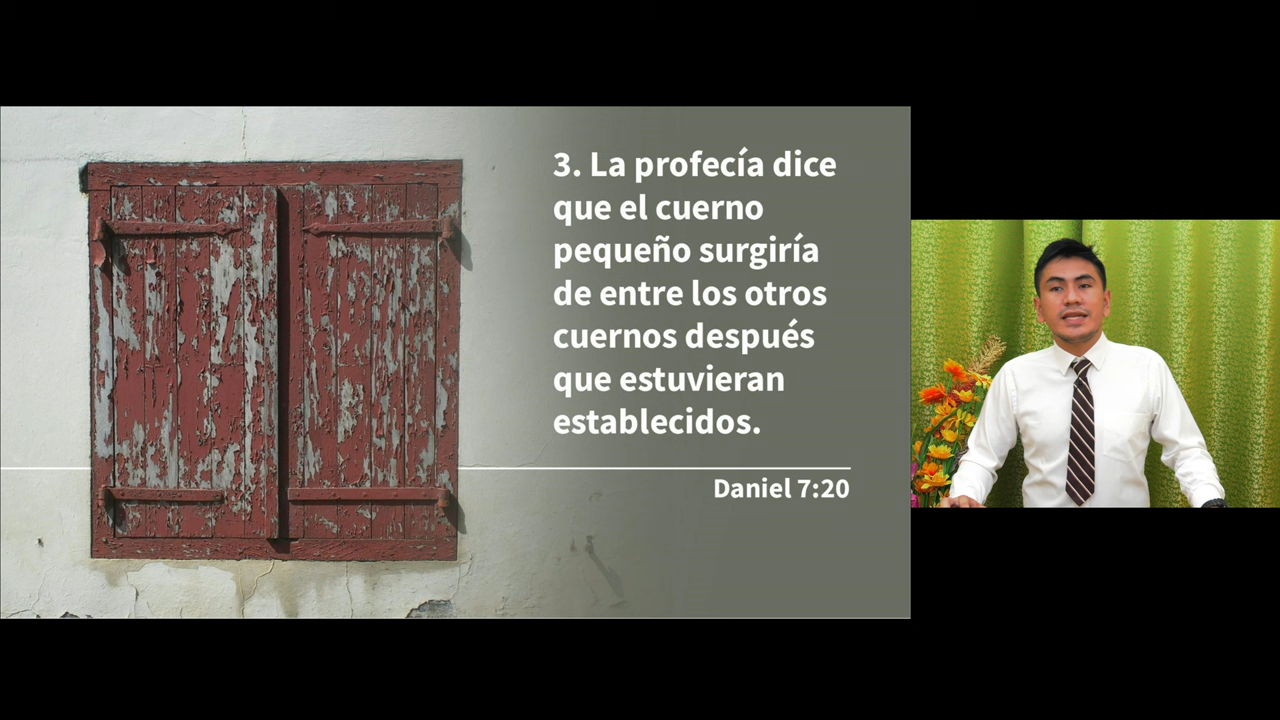 3. La profecía dice
que el cuerno
pequeño surgiría
de entre los otros
cuernos después
que estuvieran
establecidos.
Daniel 7:20